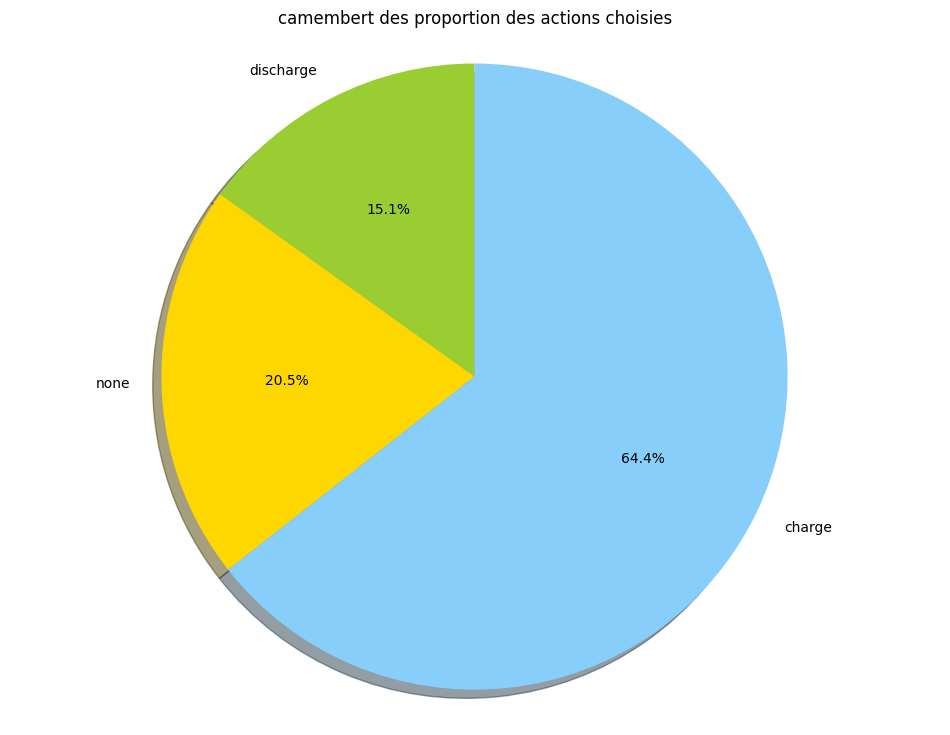 camembert des proportion des actions choisies
discharge
15.1%
none
20.5%
64.4%
charge